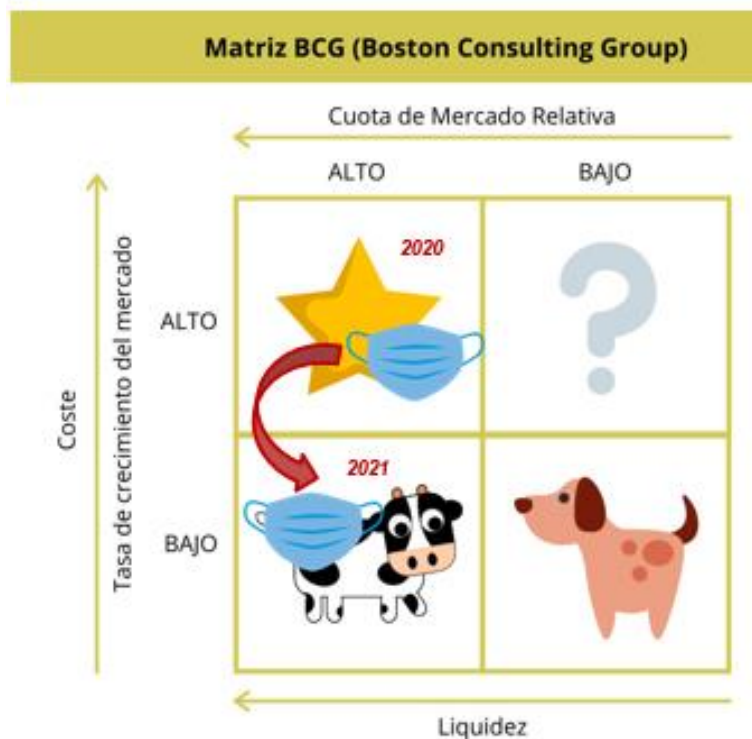 Matriz BCG (Boston Consulting Group)
Cuota de Mercado Relativa
ALTO
BAJO
2020
ALTO
Coste
Tasa de crecimiento del mercado
2021
BAJO
Liquidez